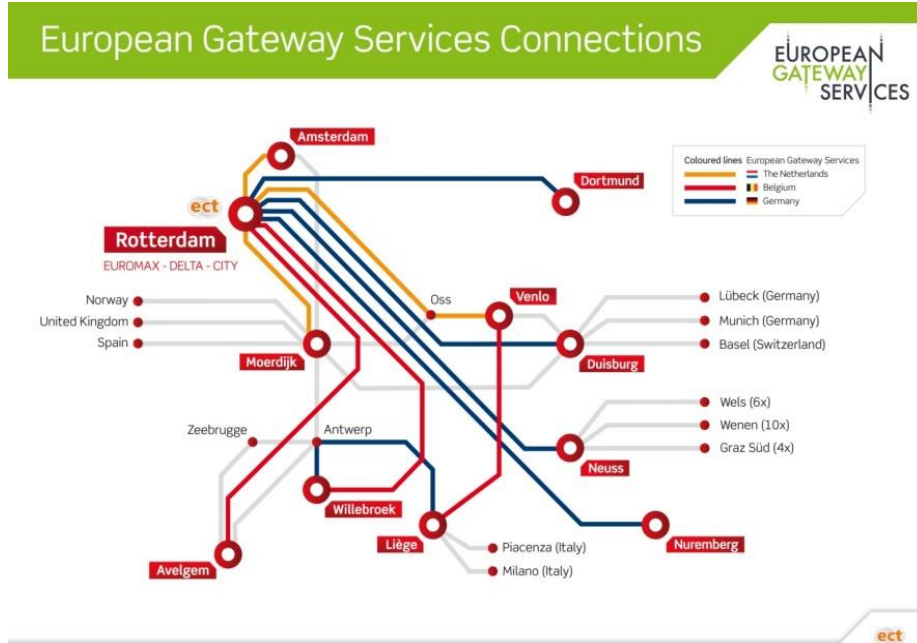 European Gateway Services Connections
EUROPEAN
GATEWAY
SERVICES
Amsterdam
Coloured lines European Gateway Services
The Netherlands
Belgium
Germany
Dortmund
ect
Rotterdam
EUROMAX - DELTA - CITY
Norway
United Kingdom
Spain
Moerdijk
Oss
Venlo
Duisburg
Lübeck (Germany)
Munich (Germany)
Basel (Switzerland)
Wels (6x)
Wenen (10x)
Graz Süd (4x)
Neuss
Zeebrugge
Antwerp
Willebroek
Avelgem
Liège
Piacenza (Italy)
Milano (Italy)
Nuremberg
ect